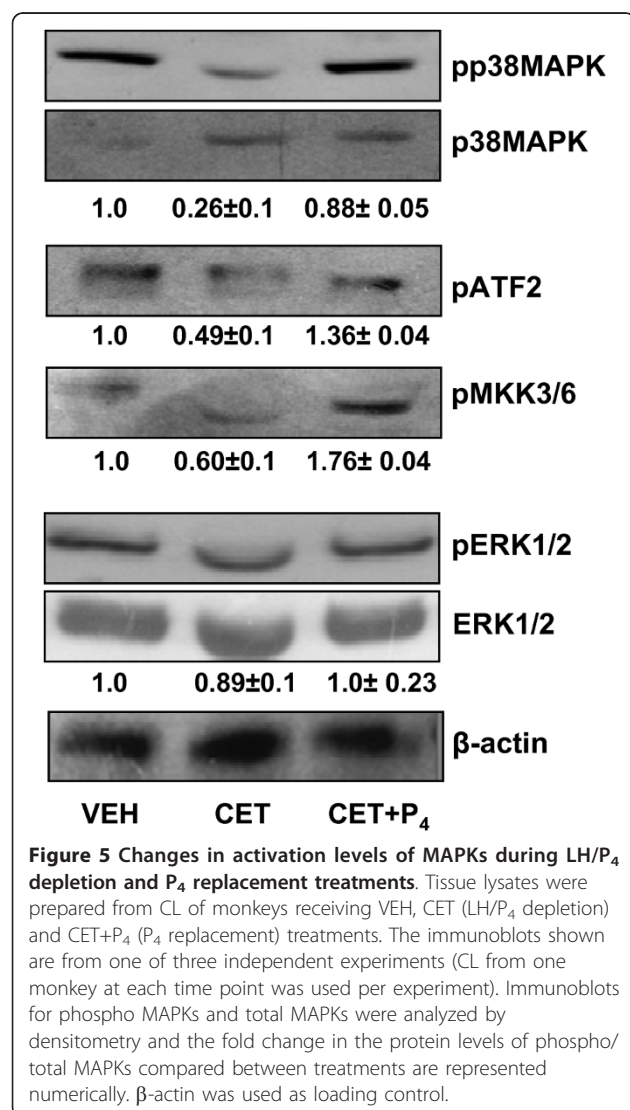 pp38MAPK
p38MAPK
1.0 0.26±0.1 0.88± 0.05
pATF2
1.0 0.49±0.1 1.36± 0.04
pMKK3/6
1.0 0.60±0.1 1.76± 0.04
pERK1/2
ERK1/2
1.0 0.89±0.1 1.0± 0.23
β-actin
VEH CET CET+P₄
Figure 5 Changes in activation levels of MAPKs during LH/P₄
depletion and P₄ replacement treatments. Tissue lysates were
prepared from CL of monkeys receiving VEH, CET (LH/P₄ depletion)
and CET+P₄ (P₄ replacement) treatments. The immunoblots shown
are from one of three independent experiments (CL from one
monkey at each time point was used per experiment). Immunoblots
for phospho MAPKs and total MAPKs were analyzed by
densitometry and the fold change in the protein levels of phospho/
total MAPKs compared between treatments are represented
numerically. β-actin was used as loading control.